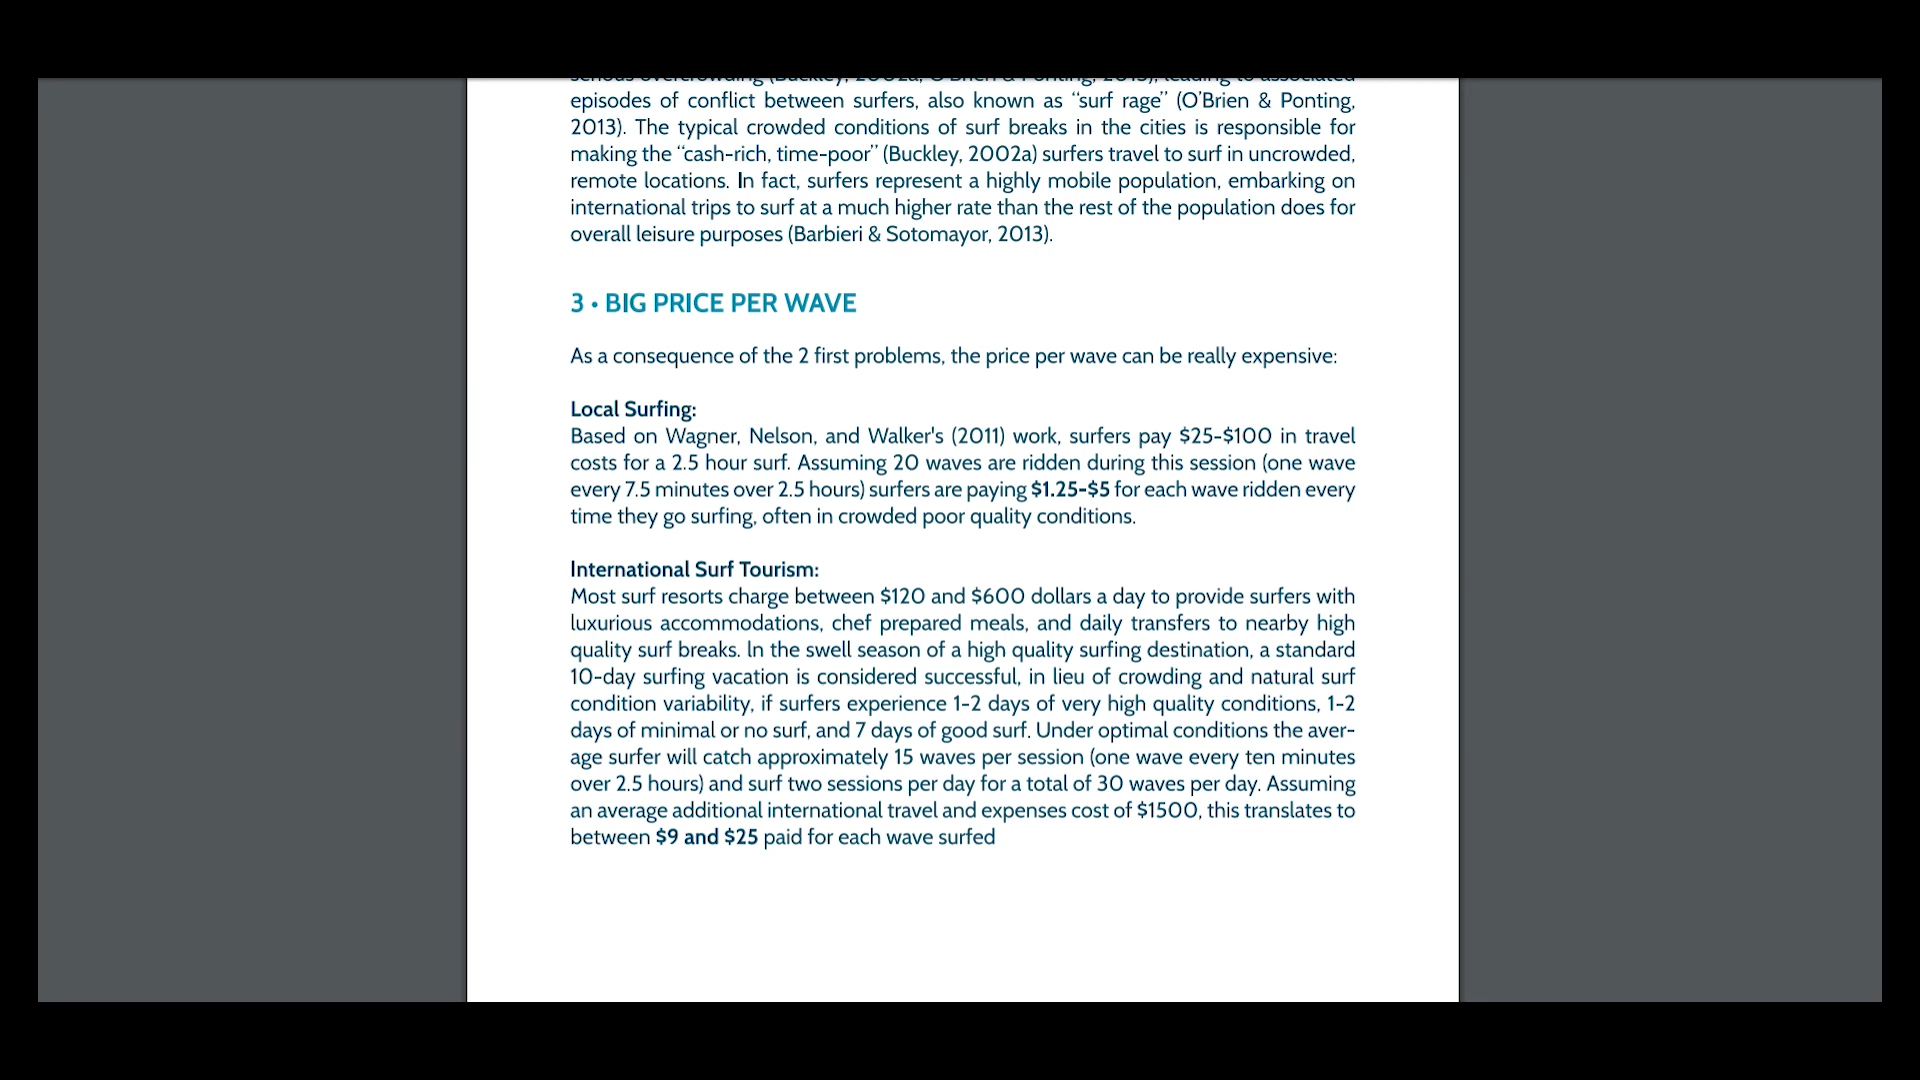 serious overcrowding (Buckley, 2002a; O'Brien & Ponting, 2013), leading to associated
episodes of conflict between surfers, also known as “surf rage” (O'Brien & Ponting,
2013). The typical crowded conditions of surf breaks in the cities is responsible for
making the “cash-rich, time-poor” (Buckley, 2002a) surfers travel to surf in uncrowded,
remote locations. In fact, surfers represent a highly mobile population, embarking on
international trips to surf at a much higher rate than the rest of the population does for
overall leisure purposes (Barbieri & Sotomayor, 2013).
3 • BIG PRICE PER WAVE
As a consequence of the 2 first problems, the price per wave can be really expensive:
Local Surfing:
Based on Wagner, Nelson, and Walker's (2011) work, surfers pay $25-$100 in travel
costs for a 2.5 hour surf. Assuming 20 waves are ridden during this session (one wave
every 7.5 minutes over 2.5 hours) surfers are paying $1.25-$5 for each wave ridden every
time they go surfing, often in crowded poor quality conditions.
International Surf Tourism:
Most surf resorts charge between $120 and $600 dollars a day to provide surfers with
luxurious accommodations, chef prepared meals, and daily transfers to nearby high
quality surf breaks. In the swell season of a high quality surfing destination, a standard
10-day surfing vacation is considered successful, in lieu of crowding and natural surf
condition variability, if surfers experience 1-2 days of very high quality conditions, 1-2
days of minimal or no surf, and 7 days of good surf. Under optimal conditions the aver-
age surfer will catch approximately 15 waves per session (one wave every ten minutes
over 2.5 hours) and surf two sessions per day for a total of 30 waves per day. Assuming
an average additional international travel and expenses cost of $1500, this translates to
between $9 and $25 paid for each wave surfed